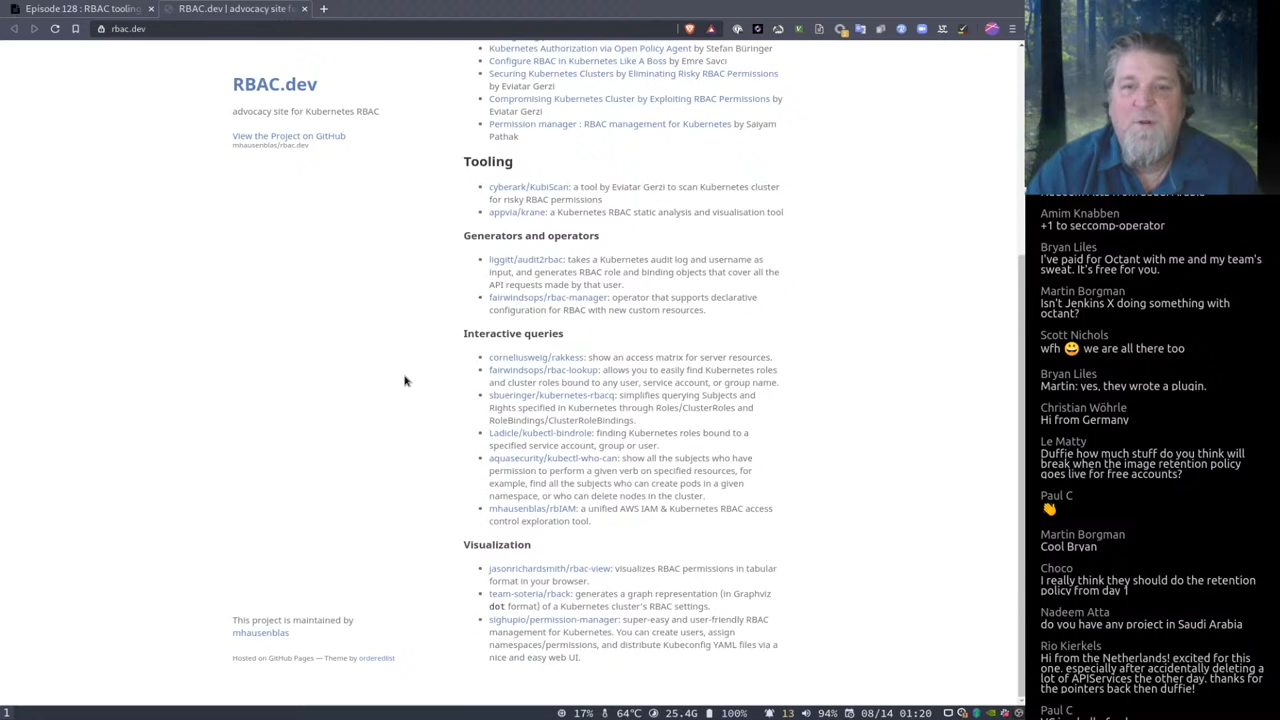 Episode 128 : RBAC tooling
RBAC.dev | advocacy site fo
rbac.dev
RBAC.dev
advocacy site for Kubernetes RBAC
View the Project on GitHub
mhausenblas/rbac.dev
Kubernetes Authorization via Open Policy Agent by Stefan Büringer
Configure RBAC in Kubernetes Like A Boss by Emre Savcı
Securing Kubernetes Clusters by Eliminating Risky RBAC Permissions
by Eviatar Gerzi
Compromising Kubernetes Cluster by Exploiting RBAC Permissions by
Eviatar Gerzi
Permission manager : RBAC management for Kubernetes by Saiyam
Pathak
Tooling
cyberark/KubiScan: a tool by Eviatar Gerzi to scan Kubernetes cluster
for risky RBAC permissions
appvia/krane: a Kubernetes RBAC static analysis and visualisation tool
Generators and operators
liggitt/audit2rbac: takes a Kubernetes audit log and username as
input, and generates RBAC role and binding objects that cover all the
API requests made by that user.
fairwindsops/rbac-manager: operator that supports declarative
configuration for RBAC with new custom resources.
Interactive queries
corneliusweig/rakkess: show an access matrix for server resources.
fairwindsops/rbac-lookup: allows you to easily find Kubernetes roles
and cluster roles bound to any user, service account, or group name.
sbueringer/kubernetes-rbacq: simplifies querying Subjects and
Rights specified in Kubernetes through Roles/ClusterRoles and
RoleBindings/ClusterRoleBindings.
Ladicle/kubectl-bindrole: finding Kubernetes roles bound to a
specified service account, group or user.
aquasecurity/kubectl-who-can: show all the subjects who have
permission to perform a given verb on specified resources, for
example, find all the subjects who can create pods in a given
namespace, or who can delete nodes in the cluster.
mhausenblas/rbIAM: a unified AWS IAM & Kubernetes RBAC access
control exploration tool.
Visualization
jasonrichardsmith/rbac-view: visualizes RBAC permissions in tabular
format in your browser.
team-soteria/rback: generates a graph representation (in Graphviz
dot format) of a Kubernetes cluster's RBAC settings.
sighupio/permission-manager: super-easy and user-friendly RBAC
management for Kubernetes. You can create users, assign
namespaces/permissions, and distribute Kubeconfig YAML files via a
nice and easy web UI.
This project is maintained by
mhausenblas
Hosted on GitHub Pages — Theme by orderedlist
Amim Knabben
+1 to seccomp-operator
Bryan Liles
I've paid for Octant with me and my team's
sweat. It's free for you.
Martin Borgman
Isn't Jenkins X doing something with
octant?
Scott Nichols
wfh 😀 we are all there too
Bryan Liles
Martin: yes, they wrote a plugin.
Christian Wöhrle
Hi from Germany
Le Matty
Duffie how much stuff do you think will
break when the image retention policy
goes live for free accounts?
Paul C
👏
Martin Borgman
Cool Bryan
Choco
I really think they should do the retention
policy from day 1
Nadeem Atta
do you have any project in Saudi Arabia
Rio Kierkels
Hi from the Netherlands! excited for this
one. especially after accidentally deleting a
lot of APIServices the other day. thanks for
the pointers back then duffie!
Paul C
1
17% 64°C 25.4G 100% 13 94% 08/14 01:20